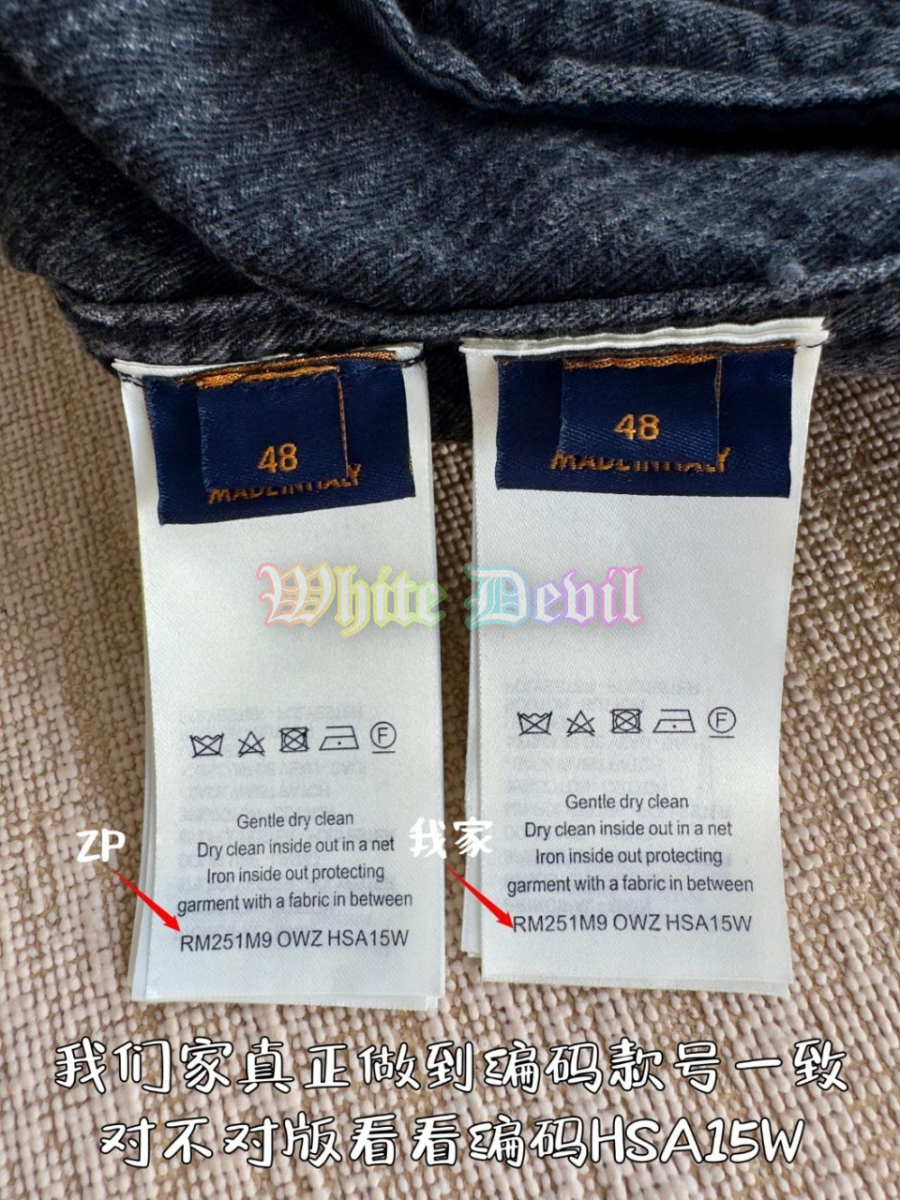 48
MADE IN ITALY
48
MADE IN ITALY
White Devil
ZP
Gentle dry clean
Dry clean inside out in a net
Iron inside out protecting
garment with a fabric in between
RM251M9 OWZ HSA15W
我家
F
Gentle dry clean
Dry clean inside out in a net
Iron inside out protecting
garment with a fabric in between
RM251M9 OWZ HSA15W
F
我们家真正做到编码款号一致
对不对版看看编码HSA15W